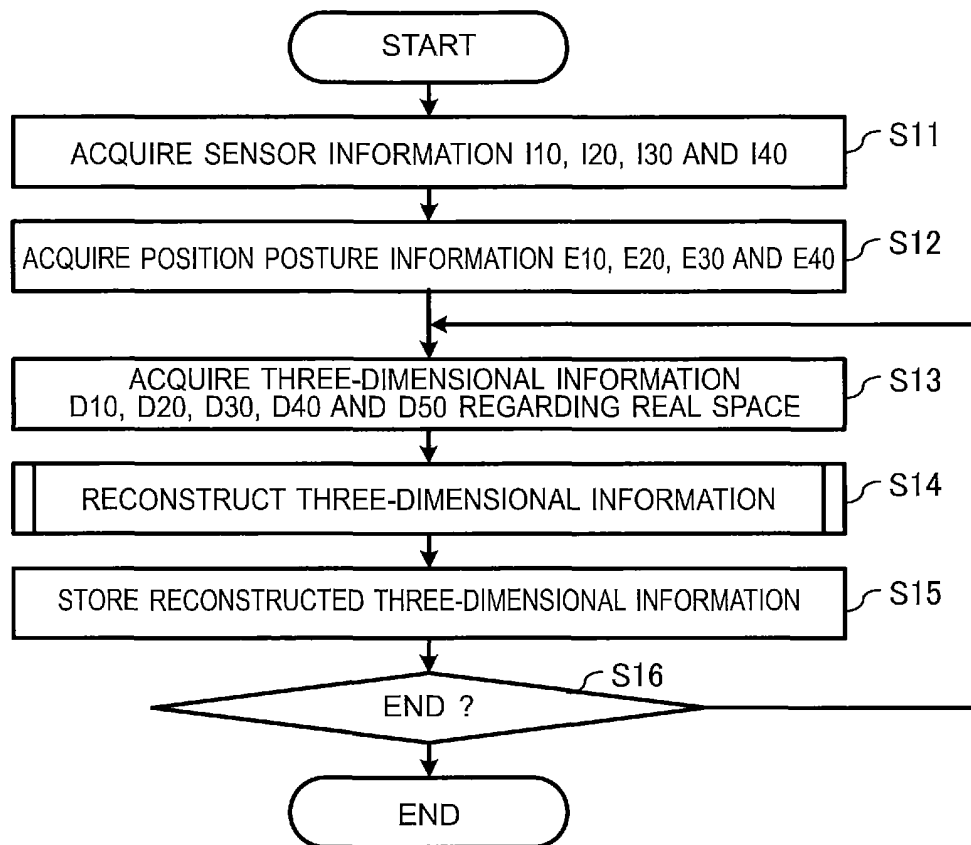 START
ACQUIRE SENSOR INFORMATION I10, I20, I30 AND I40
S11
ACQUIRE POSITION POSTURE INFORMATION E10, E20, E30 AND E40
S12
ACQUIRE THREE-DIMENSIONAL INFORMATION
D10, D20, D30, D40 AND D50 REGARDING REAL SPACE
S13
RECONSTRUCT THREE-DIMENSIONAL INFORMATION
S14
STORE RECONSTRUCTED THREE-DIMENSIONAL INFORMATION
S15
END ?
S16
END